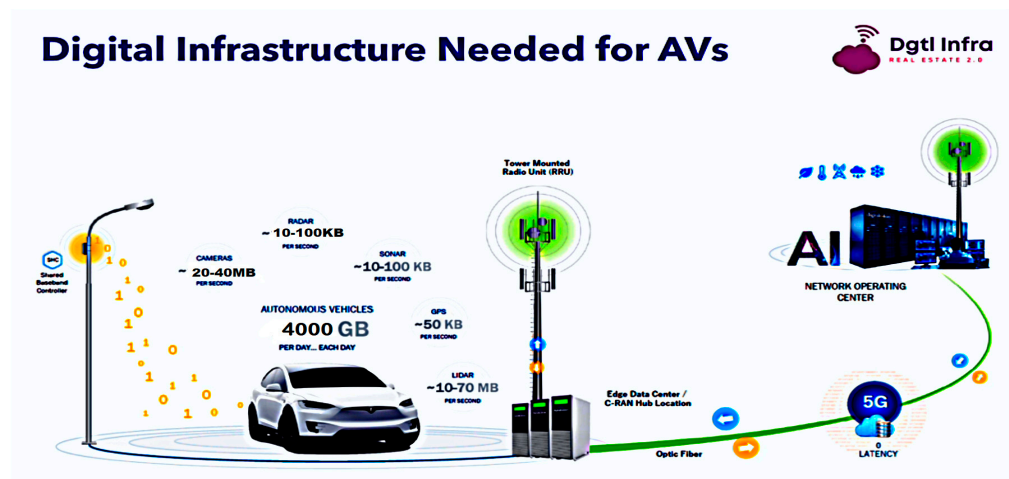 Digital Infrastructure Needed for AVs
Dgtl Infra
REAL ESTATE 2.0
Tower Mounted
Radio Unit (RRU)
RADAR
~ 10-100KB
PER SECOND
SONAR
~10-100 KB
PER SECOND
CAMERAS
~ 20-40MB
PER SECOND
SHC
Shared
Baseband
Controller
AUTONOMOUS VEHICLES
4000 GB
PER DAY... EACH DAY
GPS
~50 KB
PER SECOND
LIDAR
~10-70 MB
PER SECOND
AI
NETWORK OPERATING
CENTER
Edge Data Center /
C-RAN Hub Location
Optic Fiber
5G
0
LATENCY